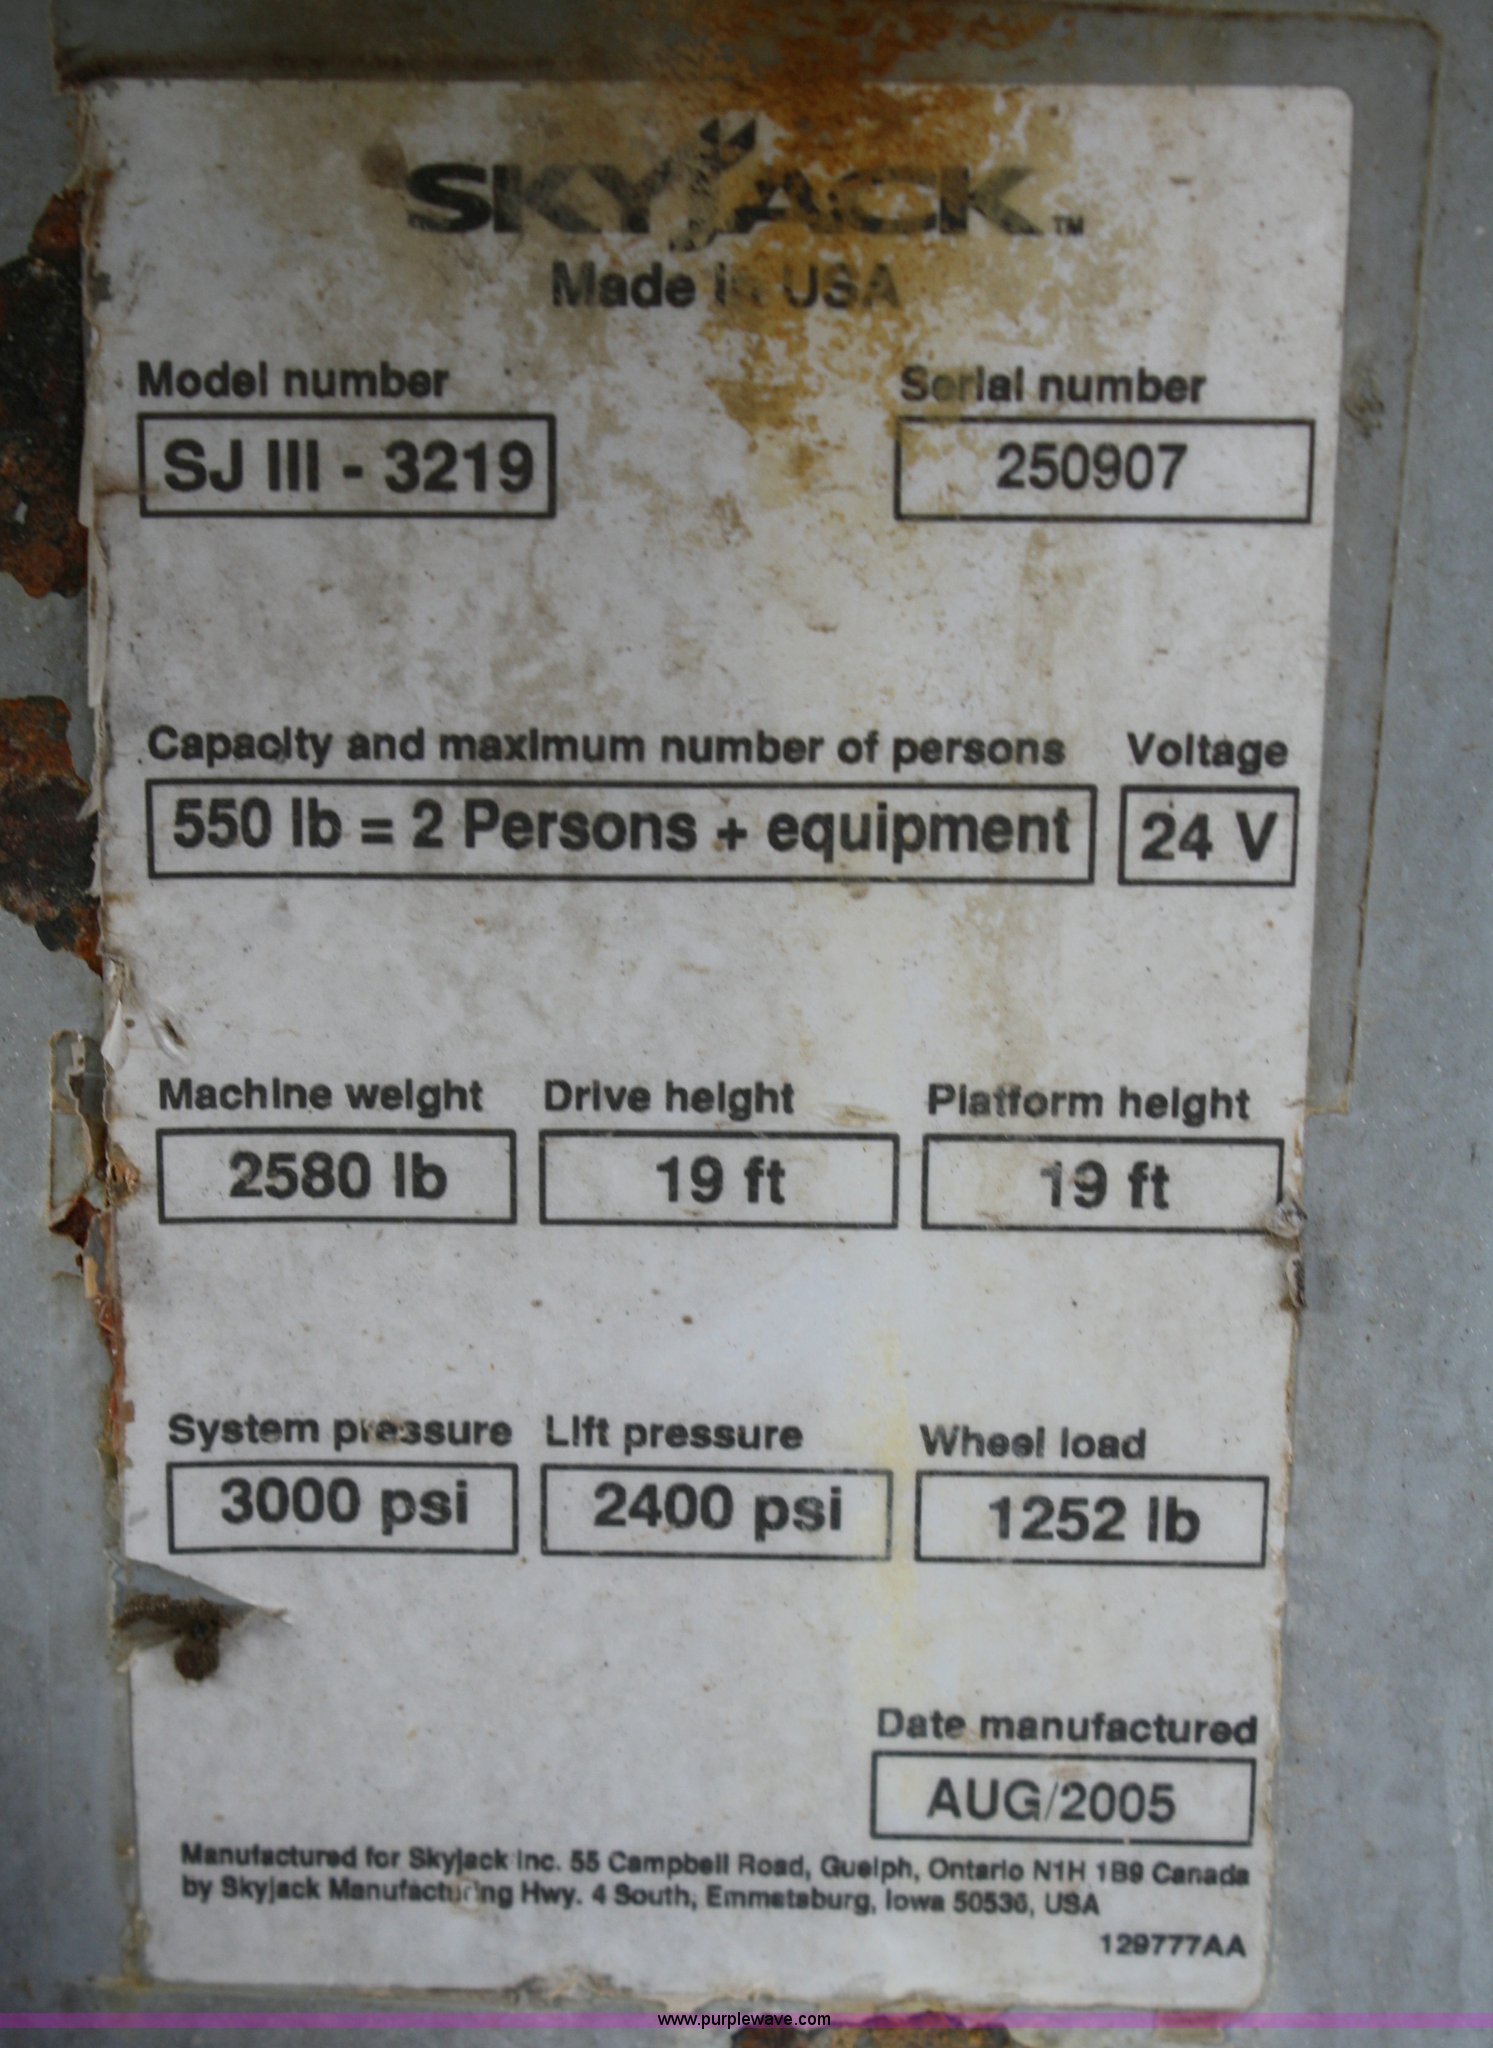 SKYJACK™
Made in USA
Model number Serial number
SJ III - 3219 250907
Capacity and maximum number of persons Voltage
550 lb = 2 Persons + equipment 24 V
Machine weight Drive height Platform height
2580 lb 19 ft 19 ft
System pressure Lift pressure Wheel load
3000 psi 2400 psi 1252 lb
Date manufactured
AUG/2005
Manufactured for Skyjack Inc. 55 Campbell Road, Guelph, Ontario N1H 1B9 Canada
by Skyjack Manufacturing Hwy. 4 South, Emmetsburg, Iowa 50536, USA
129777AA
www.purplewave.com